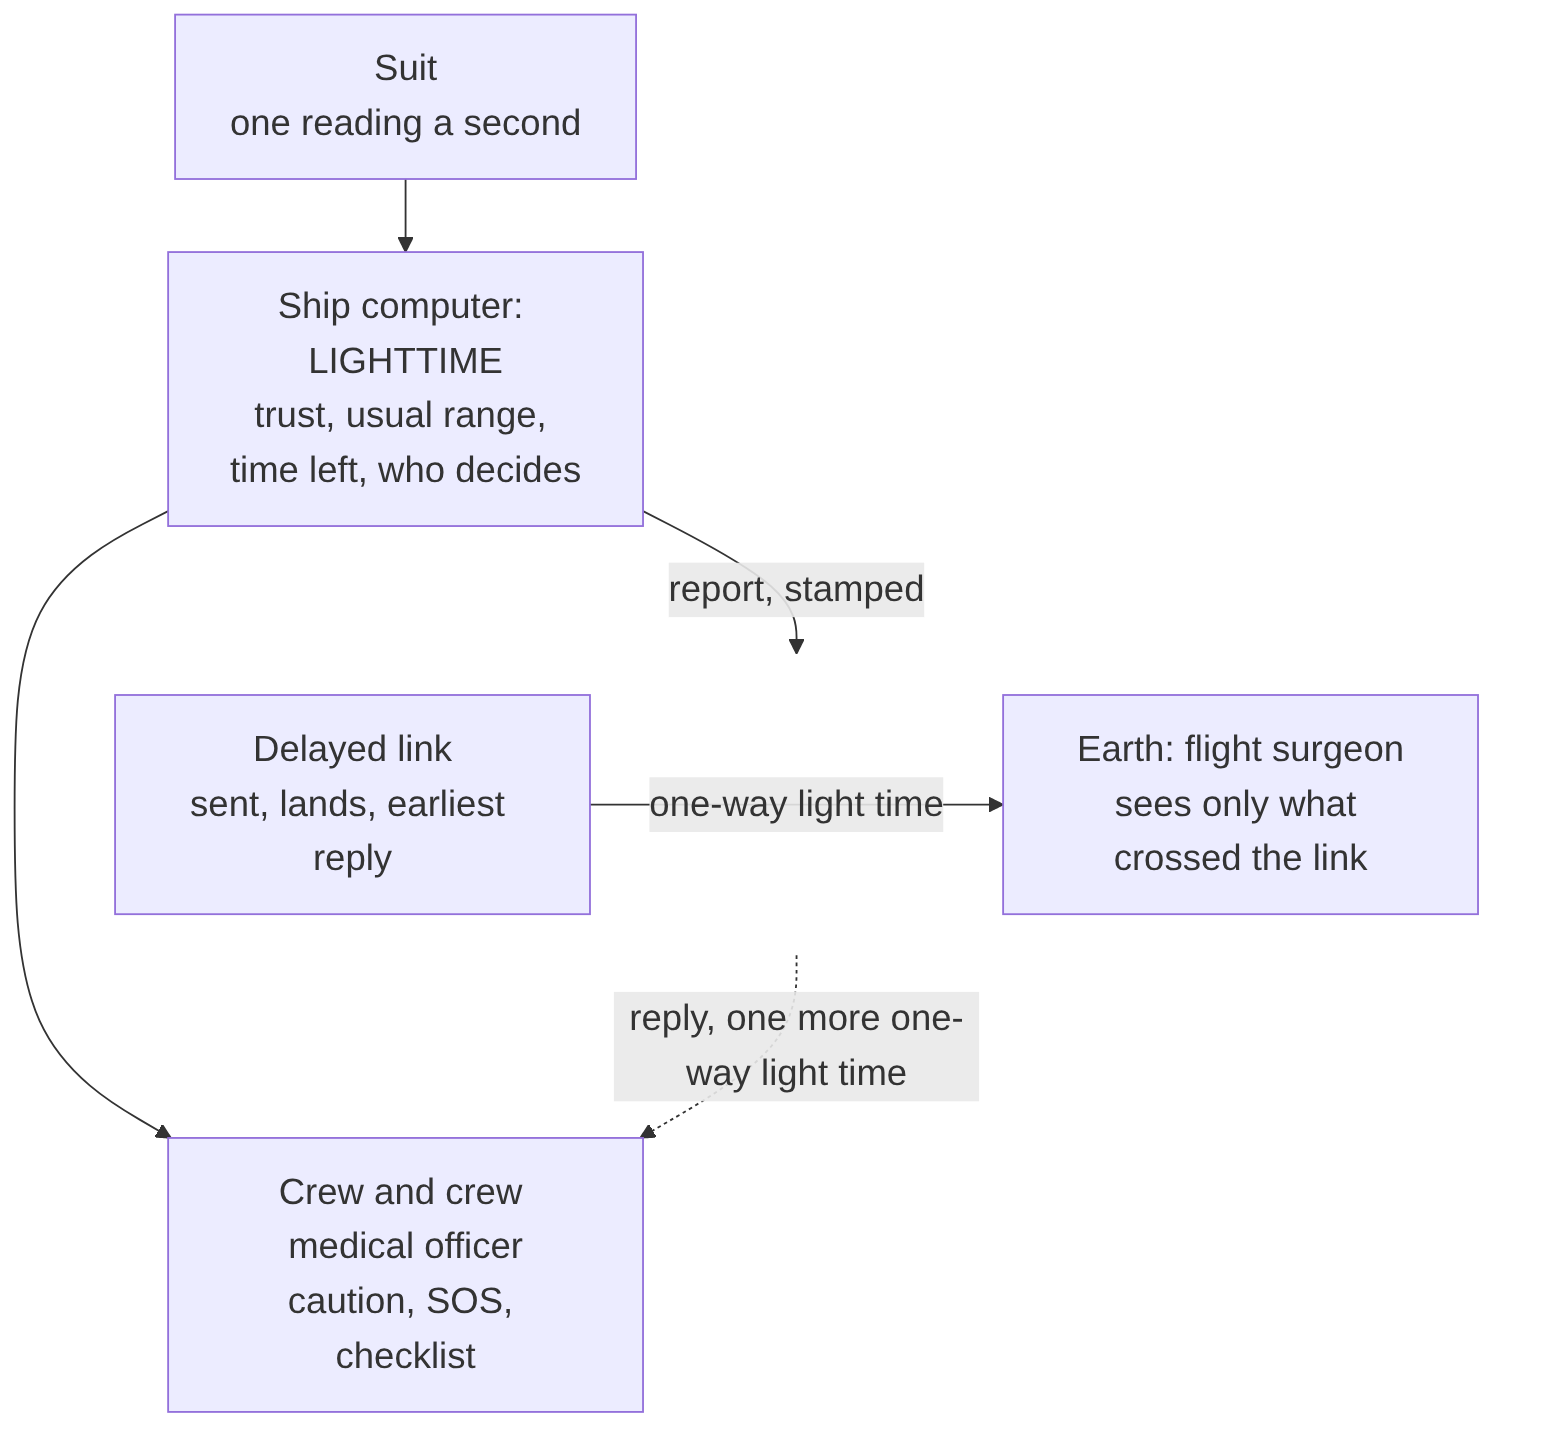 Suit
one reading a second
Ship computer:
LIGHTTIME
trust, usual range,
time left, who decides
report, stamped
Delayed link
sent, lands, earliest
reply
one-way light time
Earth: flight surgeon
sees only what
crossed the link
reply, one more one-
way light time
Crew and crew
medical officer
caution, SOS,
checklist